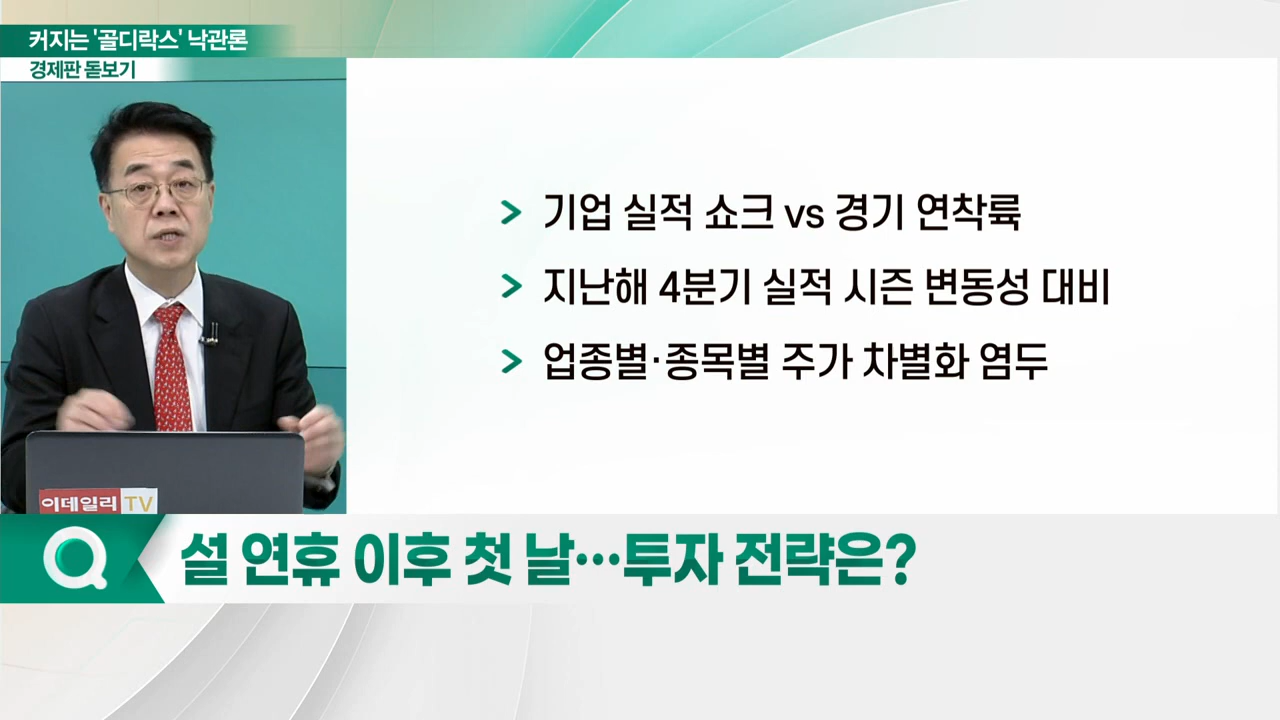 커지는 '골디락스' 낙관론
경제판 돋보기
> 기업 실적 쇼크 vs 경기 연착륙
> 지난해 4분기 실적 시즌 변동성 대비
> 업종별·종목별 주가 차별화 염두
이데일리 TV
Q 설 연휴 이후 첫 날…투자 전략은?